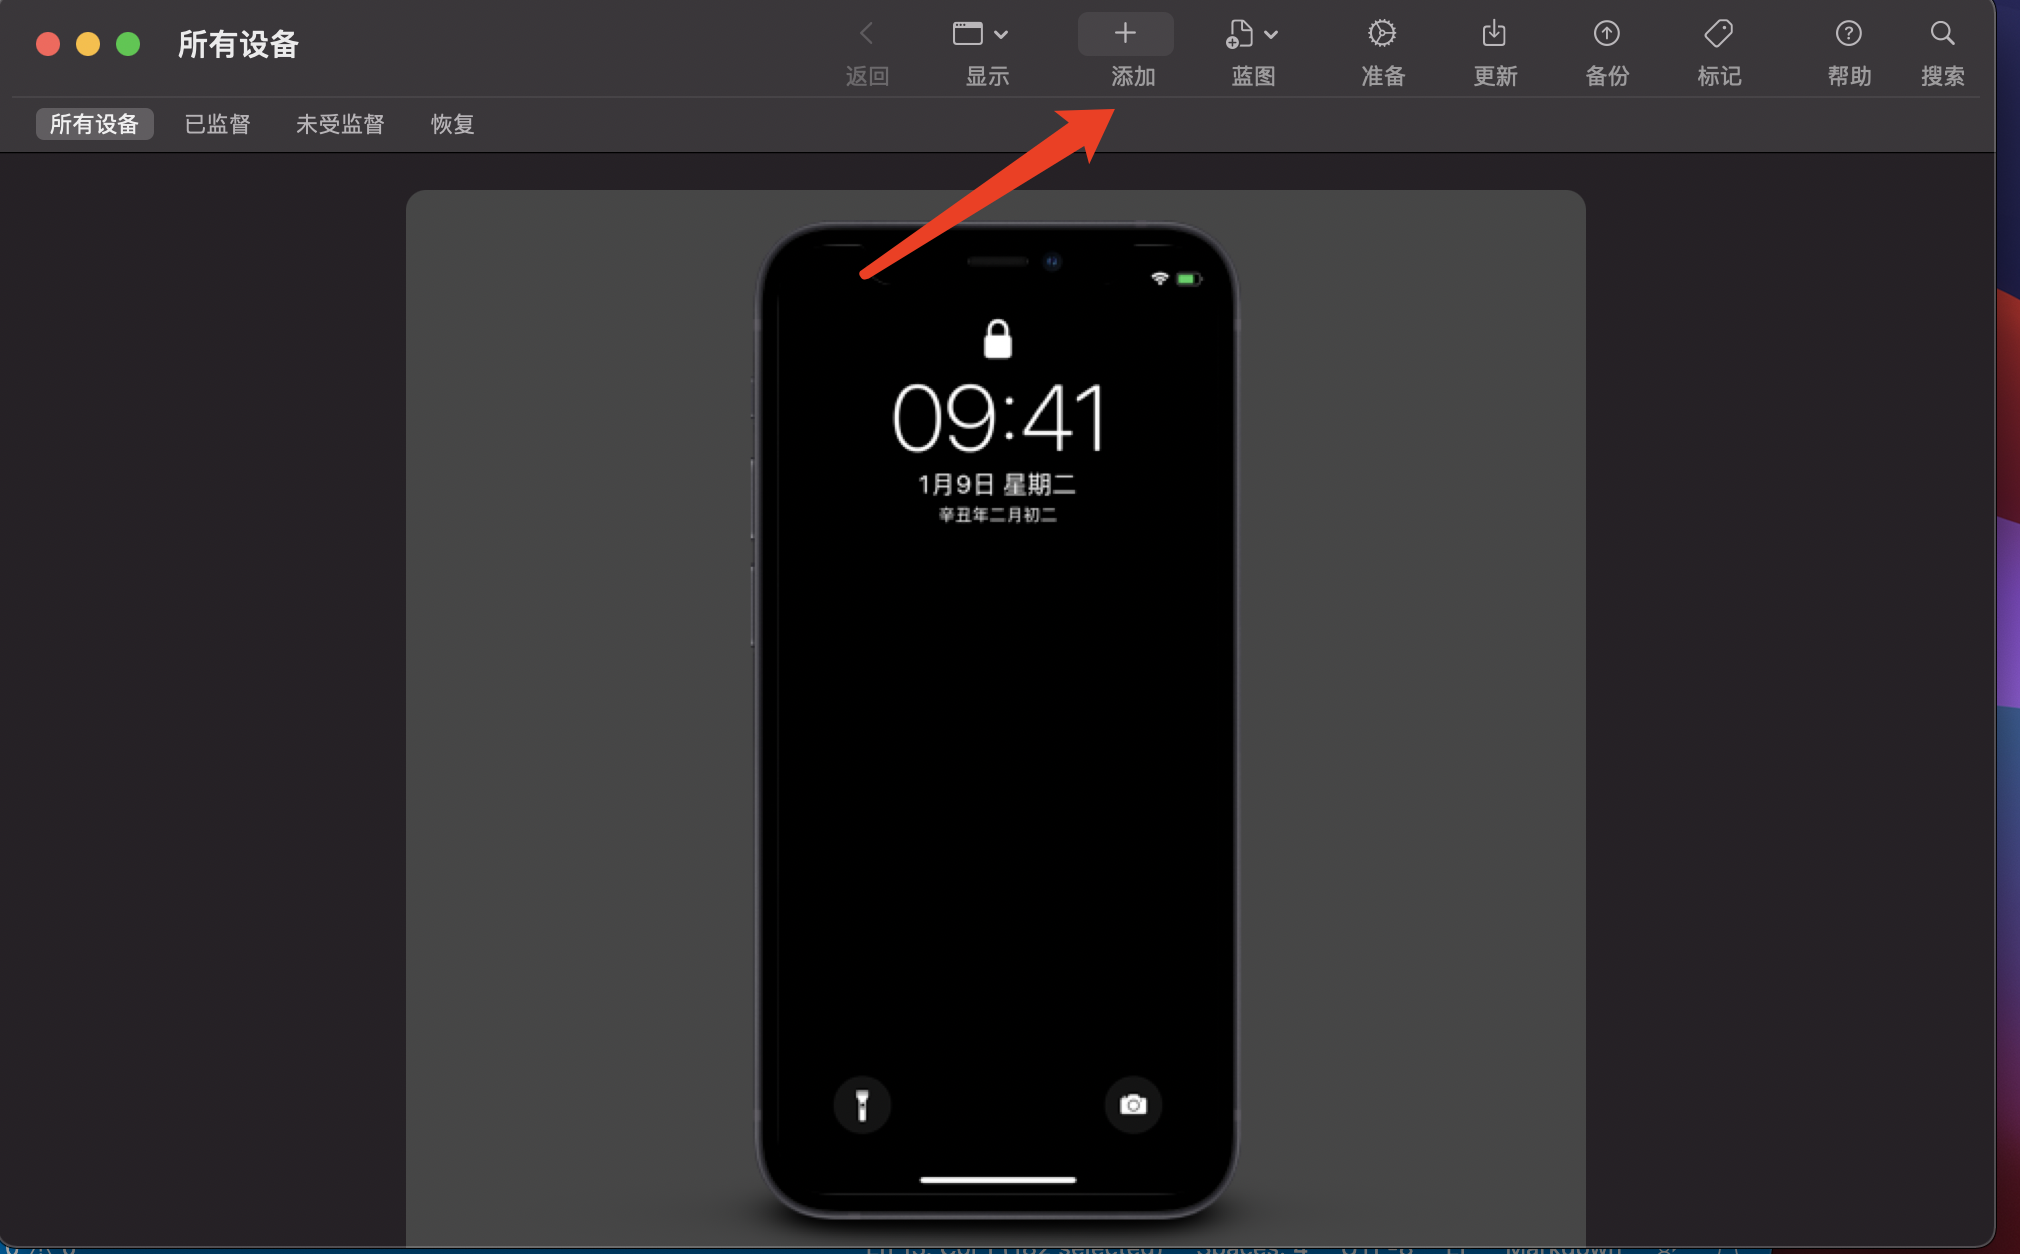 所有设备
返回 显示 添加 蓝图 准备 更新 备份 标记 帮助 搜索
所有设备 已监督 未受监督 恢复
09:41
1月9日 星期二
辛丑年二月初二